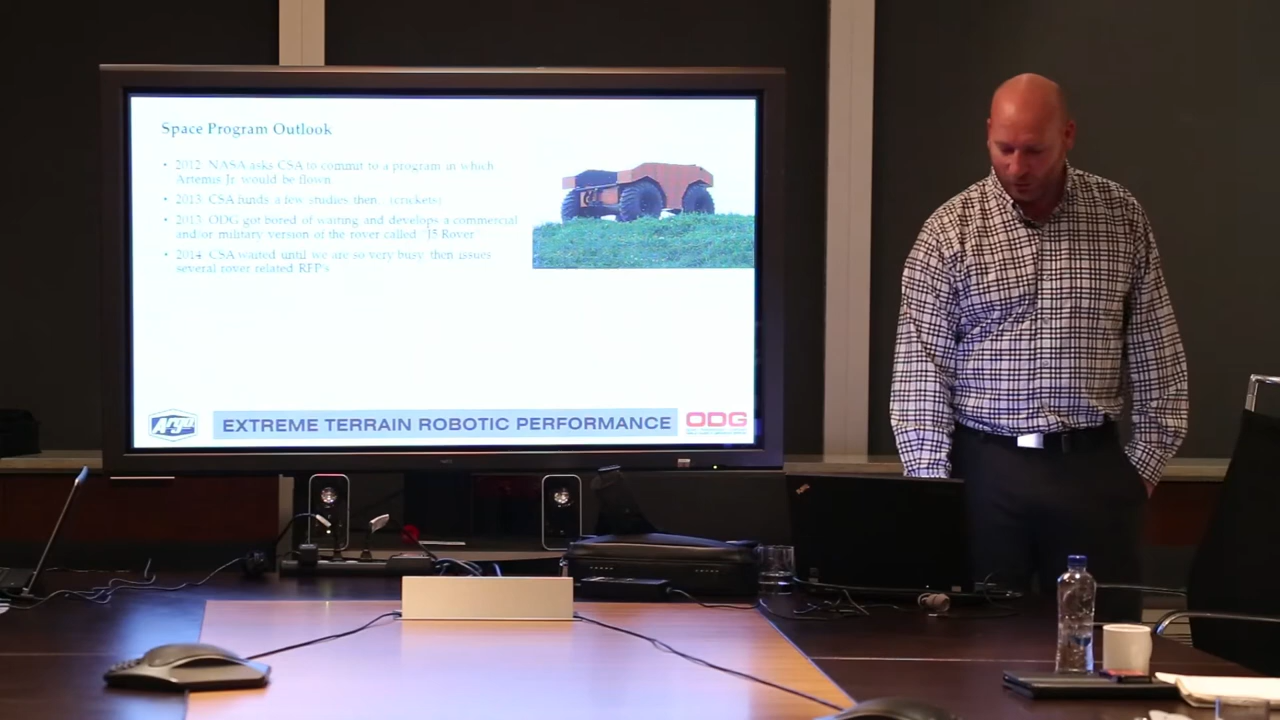 Space Program Outlook
• 2012: NASA asks CSA to commit to a program in which
Artemis Jr. would be flown
• 2013: CSA funds a few studies then... (crickets)
• 2013: ODG got bored of waiting and develops a commercial
and/or military version of the rover called "J5 Rover"
• 2014: CSA waited until we are so very busy then issues
several rover related RFP's
Argo
EXTREME TERRAIN ROBOTIC PERFORMANCE
ODG